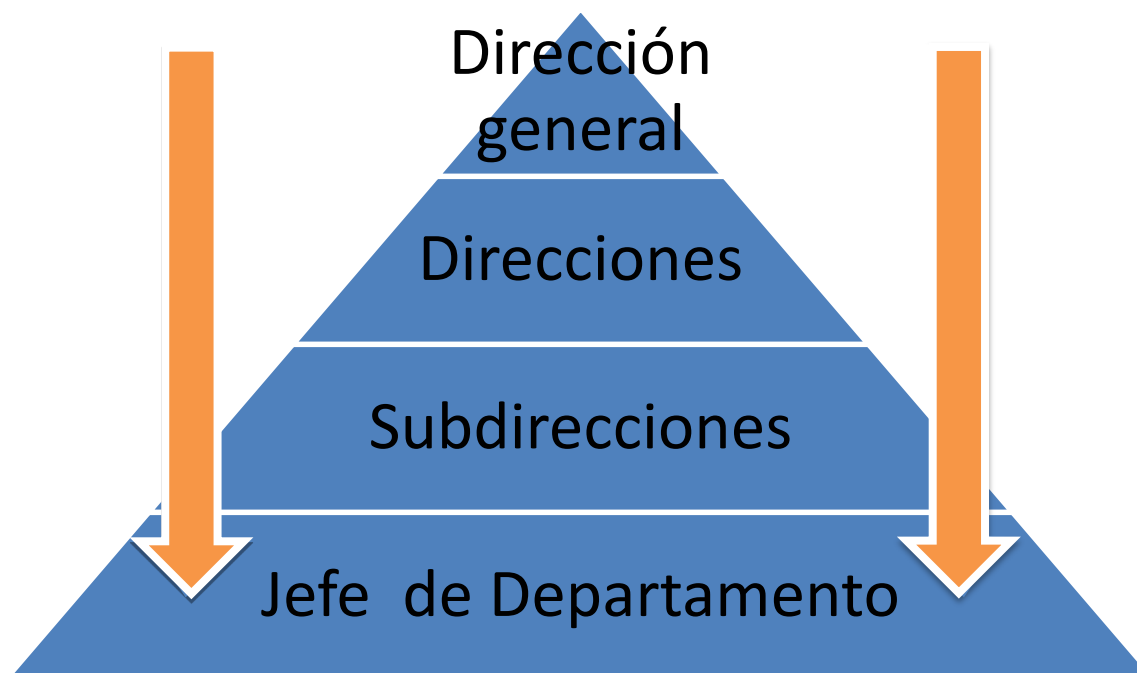 Dirección
general
Direcciones
Subdirecciones
Jefe de Departamento